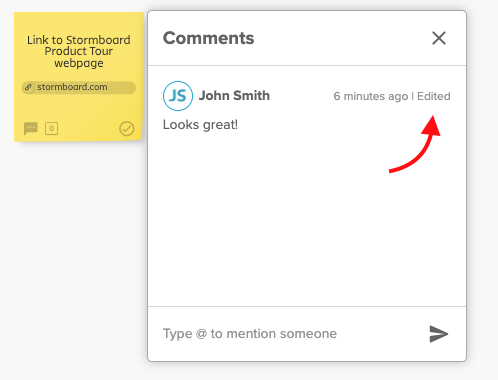 Link to Stormboard
Product Tour
webpage
stormboard.com
0
Comments
JS John Smith 6 minutes ago | Edited
Looks great!
Type @ to mention someone